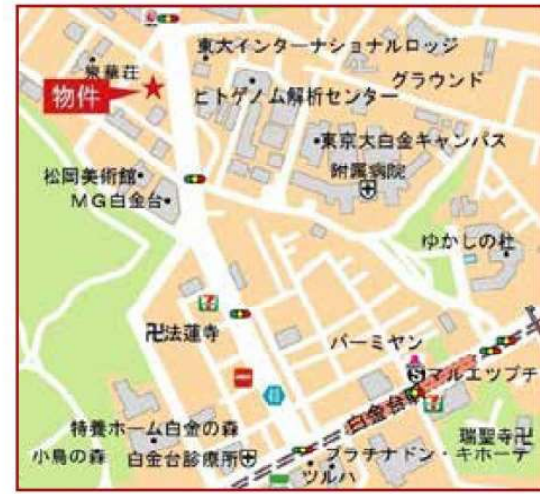 東大インターナショナルロッジ
東華荘
グラウンド
物件
ヒトゲノム解析センター
東京大白金キャンパス
松岡美術館
附属病院
MG白金台
ゆかしの杜
法蓮寺
バーミヤン
マルエツプチ
白金台
特養ホーム白金の森
瑞聖寺
小鳥の森
白金台診療所
プラチナドン・キホーテ
ツルハ